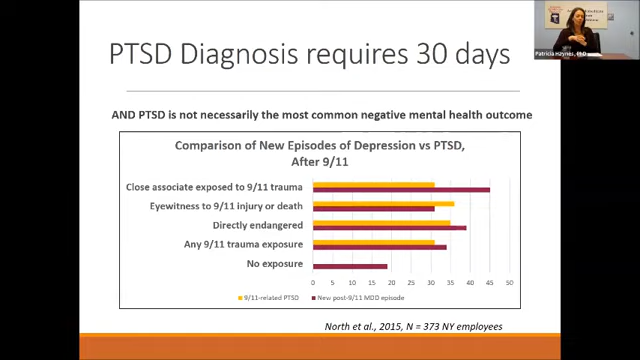 PTSD Diagnosis requires 30 days
Patricia Haynes, PhD
AND PTSD is not necessarily the most common negative mental health outcome
Comparison of New Episodes of Depression vs PTSD,
After 9/11
Close associate exposed to 9/11 trauma
Eyewitness to 9/11 injury or death
Directly endangered
Any 9/11 trauma exposure
No exposure
0 5 10 15 20 25 30 35 40 45 50
9/11-related PTSD New post-9/11 MDD episode
North et al., 2015, N = 373 NY employees